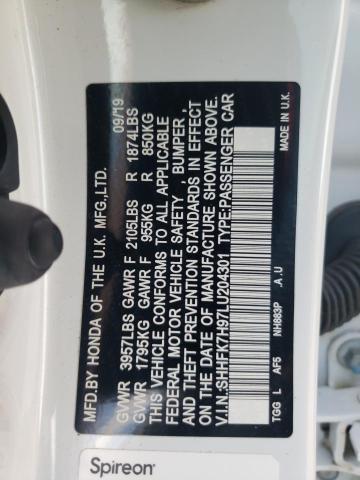 MFD.BY HONDA OF THE U.K. MFG.,LTD. 09/19
GVWR 3957LBS GAWR F 2105LBS R 1874LBS
GVWR 1795KG GAWR F 955KG R 850KG
THIS VEHICLE CONFORMS TO ALL APPLICABLE
FEDERAL MOTOR VEHICLE SAFETY , BUMPER,
AND THEFT PREVENTION STANDARDS IN EFFECT
ON THE DATE OF MANUFACTURE SHOWN ABOVE.
V.I.N.:SHHFK7H97LU204301 TYPE:PASSENGER CAR
TGG L AF5 NH883P .A .U MADE IN U.K.
Spireon